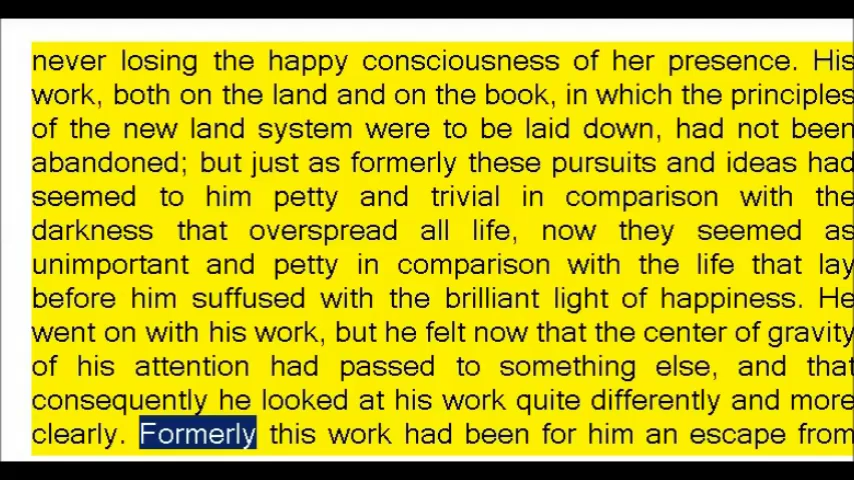 never losing the happy consciousness of her presence. His
work, both on the land and on the book, in which the principles
of the new land system were to be laid down, had not been
abandoned; but just as formerly these pursuits and ideas had
seemed to him petty and trivial in comparison with the
darkness that overspread all life, now they seemed as
unimportant and petty in comparison with the life that lay
before him suffused with the brilliant light of happiness. He
went on with his work, but he felt now that the center of gravity
of his attention had passed to something else, and that
consequently he looked at his work quite differently and more
clearly. Formerly this work had been for him an escape from